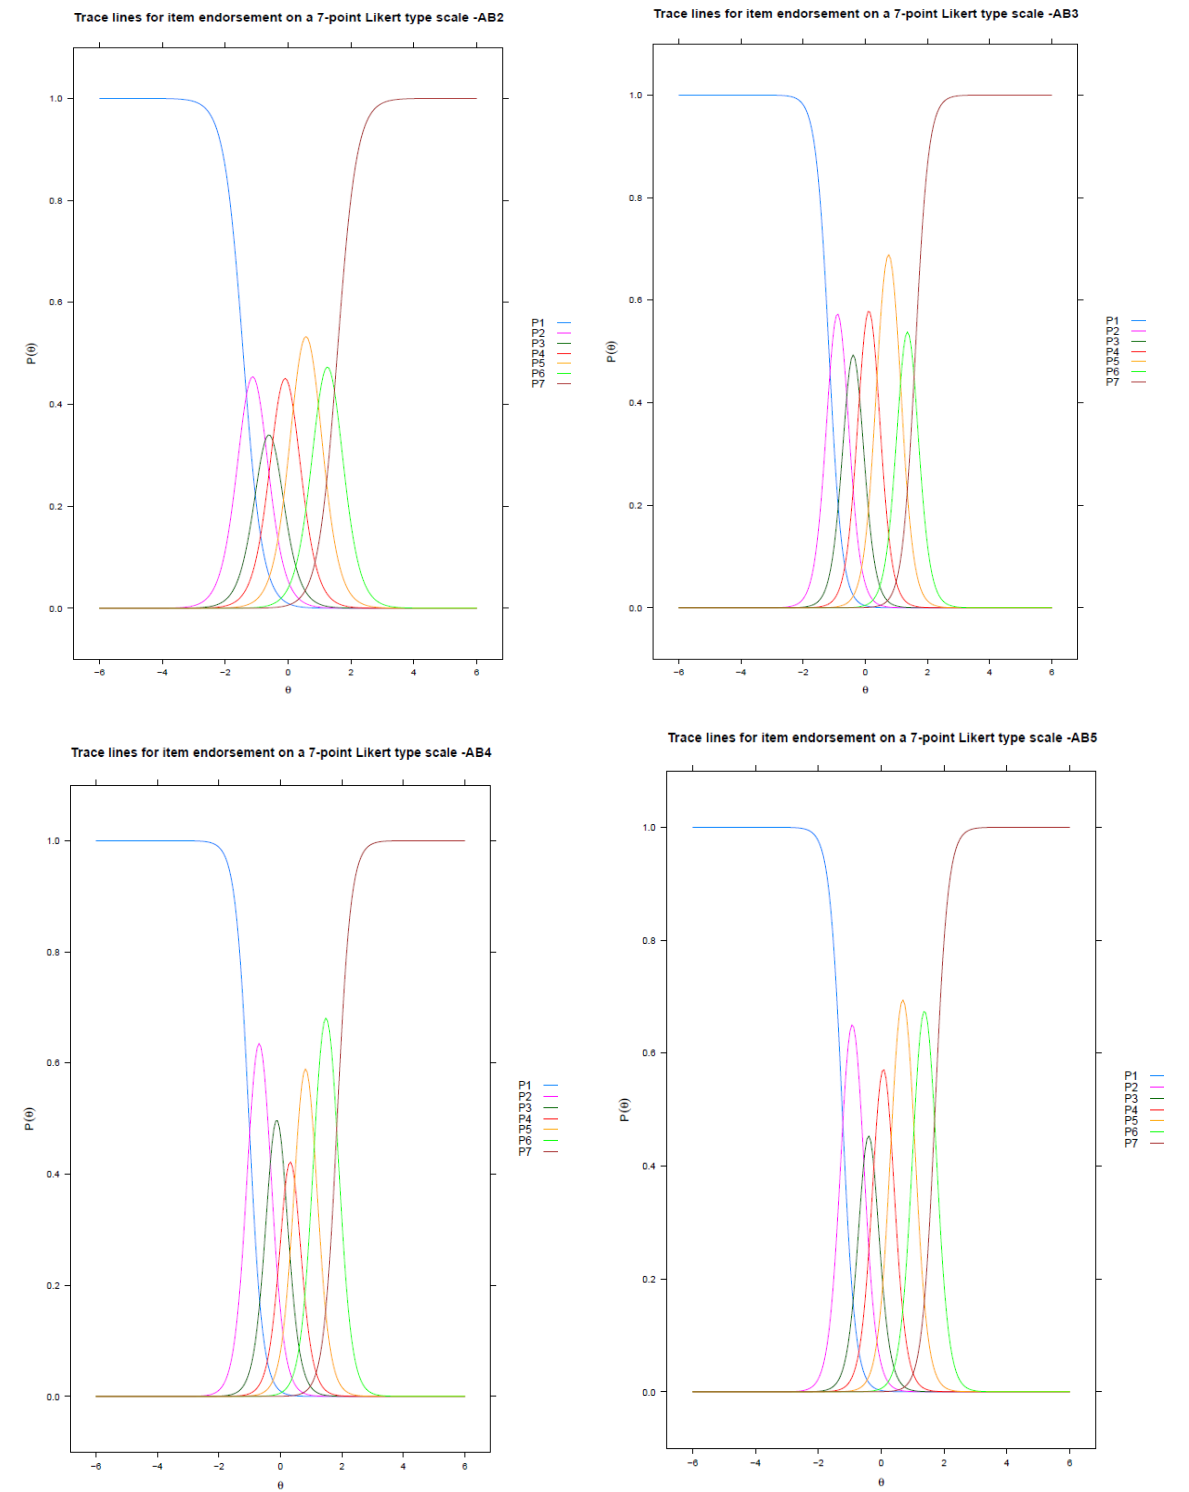 Trace lines for item endorsement on a 7-point Likert type scale -AB2
1.0
0.8
0.6
0.4
0.2
0.0
P(θ)
−6 −4 −2 0 2 4 6
θ
P1
P2
P3
P4
P5
P6
P7
Trace lines for item endorsement on a 7-point Likert type scale -AB3
1.0
0.8
0.6
0.4
0.2
0.0
P(θ)
−6 −4 −2 0 2 4 6
θ
P1
P2
P3
P4
P5
P6
P7
Trace lines for item endorsement on a 7-point Likert type scale -AB4
1.0
0.8
0.6
0.4
0.2
0.0
P(θ)
−6 −4 −2 0 2 4 6
θ
P1
P2
P3
P4
P5
P6
P7
Trace lines for item endorsement on a 7-point Likert type scale -AB5
1.0
0.8
0.6
0.4
0.2
0.0
P(θ)
−6 −4 −2 0 2 4 6
θ
P1
P2
P3
P4
P5
P6
P7